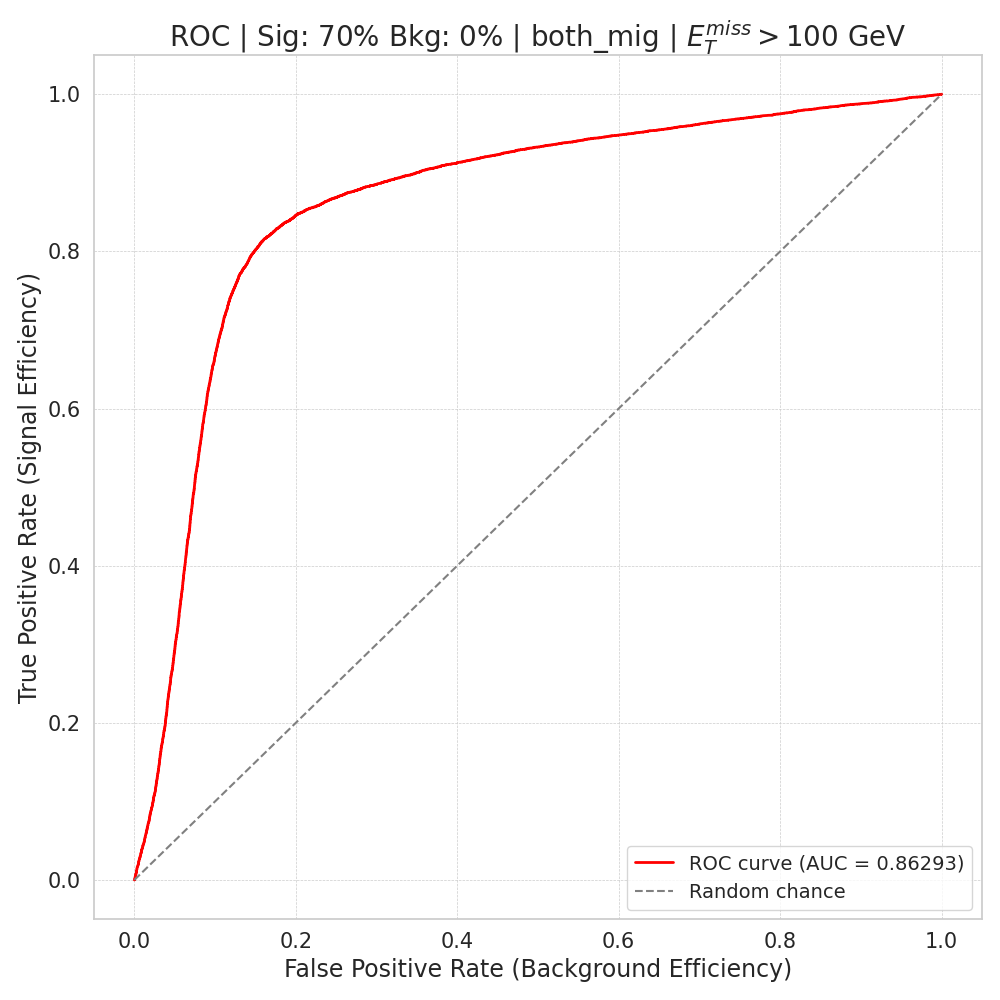 ROC | Sig: 70% Bkg: 0% | both_mig | $E_T^{miss} > 100$ GeV
1.0
0.8
0.6
0.4
0.2
0.0
True Positive Rate (Signal Efficiency)
ROC curve (AUC = 0.86293)
Random chance
0.0 0.2 0.4 0.6 0.8 1.0
False Positive Rate (Background Efficiency)